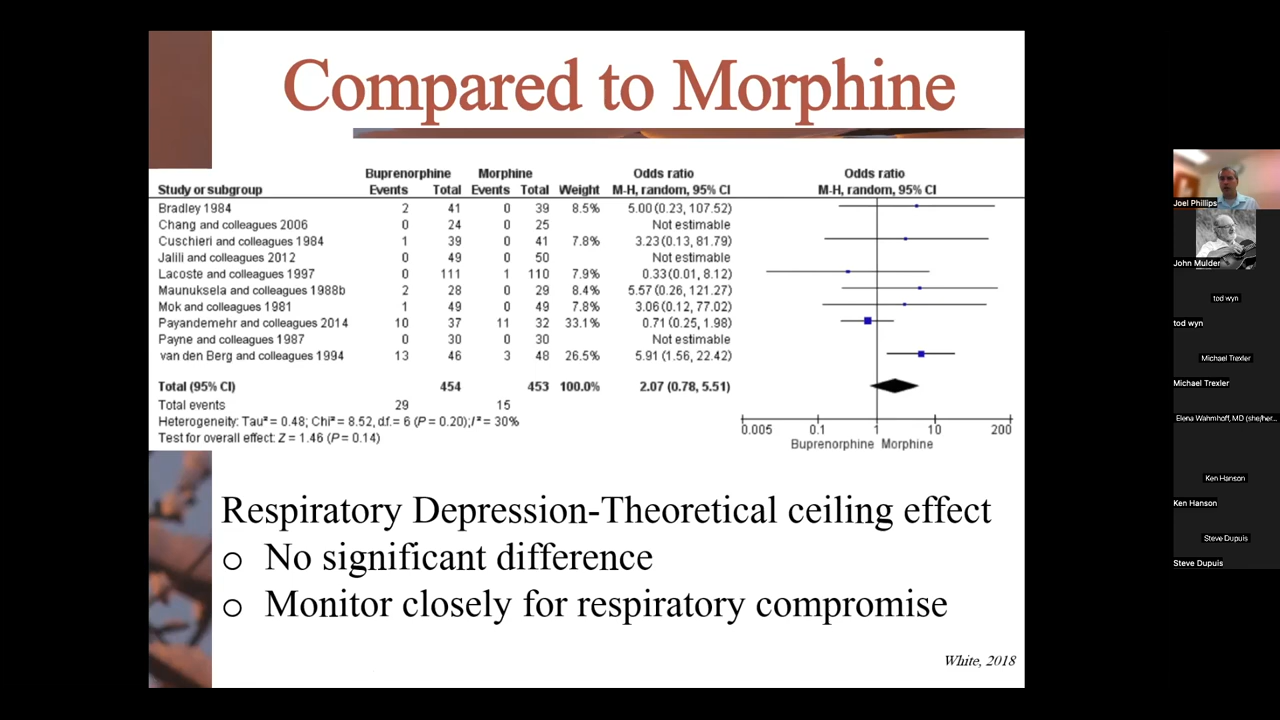 Compared to Morphine
Buprenorphine Morphine Odds ratio Odds ratio
Study or subgroup Events Total Events Total Weight M-H, random, 95% CI M-H, random, 95% CI
Bradley 1984 2 41 0 39 8.5% 5.00 (0.23, 107.52)
Chang and colleagues 2006 0 24 0 25 Not estimable
Cuschieri and colleagues 1984 1 39 0 41 7.8% 3.23 (0.13, 81.79)
Jalili and colleagues 2012 0 49 0 50 Not estimable
Lacoste and colleagues 1997 0 111 1 110 7.9% 0.33 (0.01, 8.12)
Maunuksela and colleagues 1988b 2 28 0 29 8.4% 5.57 (0.26, 121.27)
Mok and colleagues 1981 1 49 0 49 7.8% 3.06 (0.12, 77.02)
Payandemehr and colleagues 2014 10 37 11 32 33.1% 0.71 (0.25, 1.98)
Payne and colleagues 1987 0 30 0 30 Not estimable
van den Berg and colleagues 1994 13 46 3 48 26.5% 5.91 (1.56, 22.42)
Total (95% CI) 454 453 100.0% 2.07 (0.78, 5.51)
Total events 29 15
Heterogeneity: Tau² = 0.48; Chi² = 8.52, d.f. = 6 (P = 0.20); I² = 30%
Test for overall effect: Z = 1.46 (P = 0.14)
0.005 0.1 1 10 200
Buprenorphine Morphine
Respiratory Depression-Theoretical ceiling effect
o No significant difference
o Monitor closely for respiratory compromise
White, 2018
Joel Phillips
John Mulder
tod wyn
tod wyn
Michael Trexler
Michael Trexler
Elena Wahmhoff, MD (she/her...
Ken Hanson
Ken Hanson
Steve Dupuis
Steve Dupuis